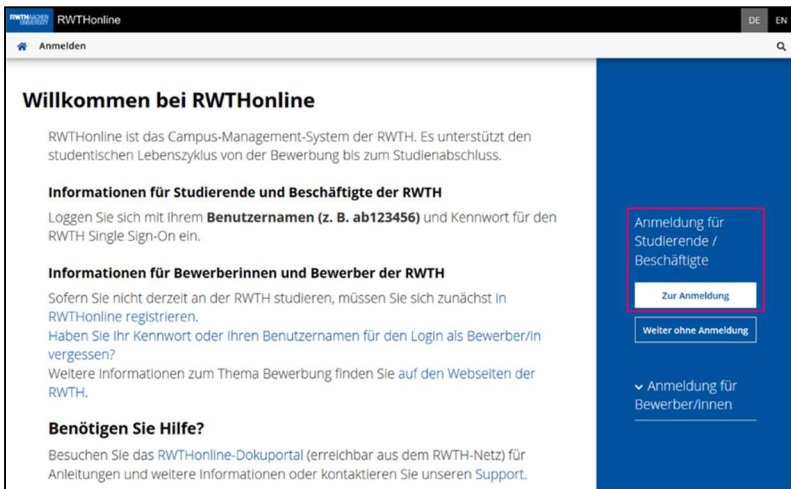 RWTHAACHEN UNIVERSITY
RWTHonline
DE EN
Anmelden
Willkommen bei RWTHonline
RWTHonline ist das Campus-Management-System der RWTH. Es unterstützt den
studentischen Lebenszyklus von der Bewerbung bis zum Studienabschluss.
Informationen für Studierende und Beschäftigte der RWTH
Loggen Sie sich mit Ihrem Benutzernamen (z. B. ab123456) und Kennwort für den
RWTH Single Sign-On ein.
Informationen für Bewerberinnen und Bewerber der RWTH
Sofern Sie nicht derzeit an der RWTH studieren, müssen Sie sich zunächst in
RWTHonline registrieren.
Haben Sie Ihr Kennwort oder Ihren Benutzernamen für den Login als Bewerber/in
vergessen?
Weitere Informationen zum Thema Bewerbung finden Sie auf den Webseiten der
RWTH.
Benötigen Sie Hilfe?
Besuchen Sie das RWTHonline-Dokuportal (erreichbar aus dem RWTH-Netz) für
Anleitungen und weitere Informationen oder kontaktieren Sie unseren Support.
Anmeldung für
Studierende /
Beschäftigte
Zur Anmeldung
Weiter ohne Anmeldung
Anmeldung für
Bewerber/innen